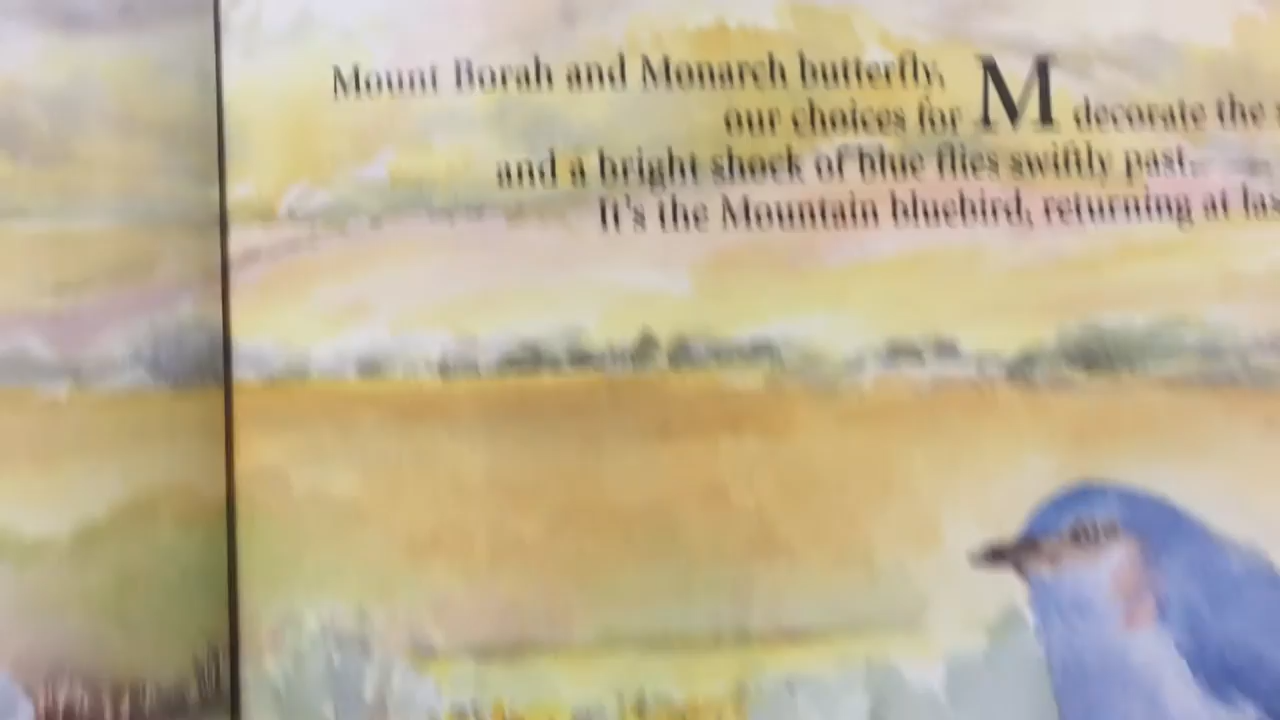 Mount Borah and Monarch butterfly,
our choices for M decorate the
and a bright shock of blue flies swiftly past.
It's the Mountain bluebird, returning at